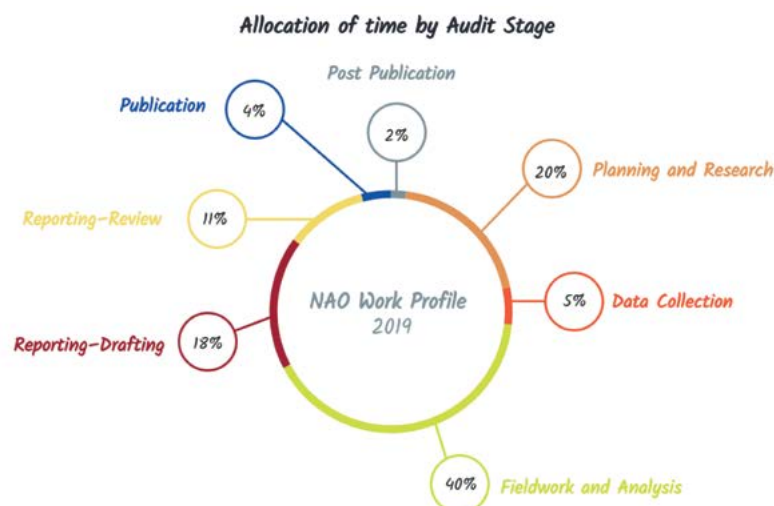 Allocation of time by Audit Stage
Post Publication
2%
Publication
4%
Planning and Research
20%
Reporting-Review
11%
NAO Work Profile
2019
Data Collection
5%
Reporting-Drafting
18%
Fieldwork and Analysis
40%